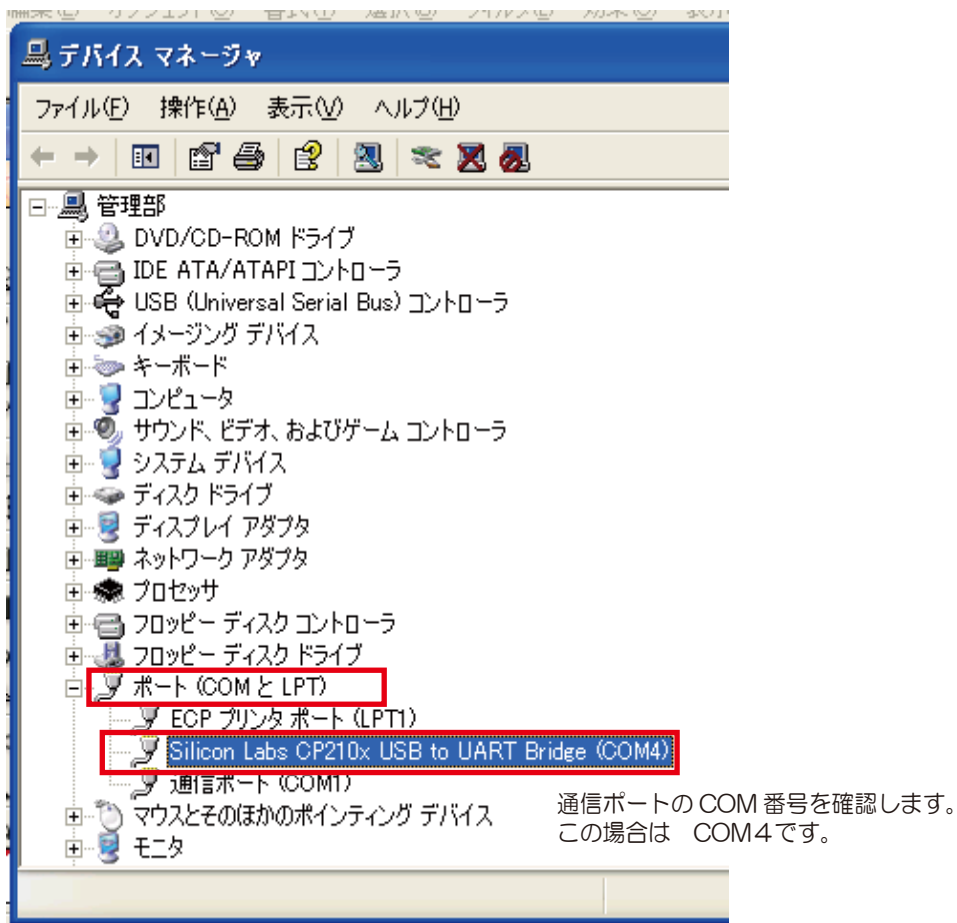 デバイス マネージャ
ファイル(F) 操作(A) 表示(V) ヘルプ(H)
管理部
DVD/CD-ROM ドライブ
IDE ATA/ATAPI コントローラ
USB (Universal Serial Bus) コントローラ
イメージング デバイス
キーボード
コンピュータ
サウンド、ビデオ、およびゲーム コントローラ
システム デバイス
ディスク ドライブ
ディスプレイ アダプタ
ネットワーク アダプタ
プロセッサ
フロッピー ディスク コントローラ
フロッピー ディスク ドライブ
ポート (COM と LPT)
ECP プリンタ ポート (LPT1)
Silicon Labs CP210x USB to UART Bridge (COM4)
通信ポート (COM1)
マウスとそのほかのポインティング デバイス
モニタ
通信ポートの COM 番号を確認します。
この場合は　COM４です。